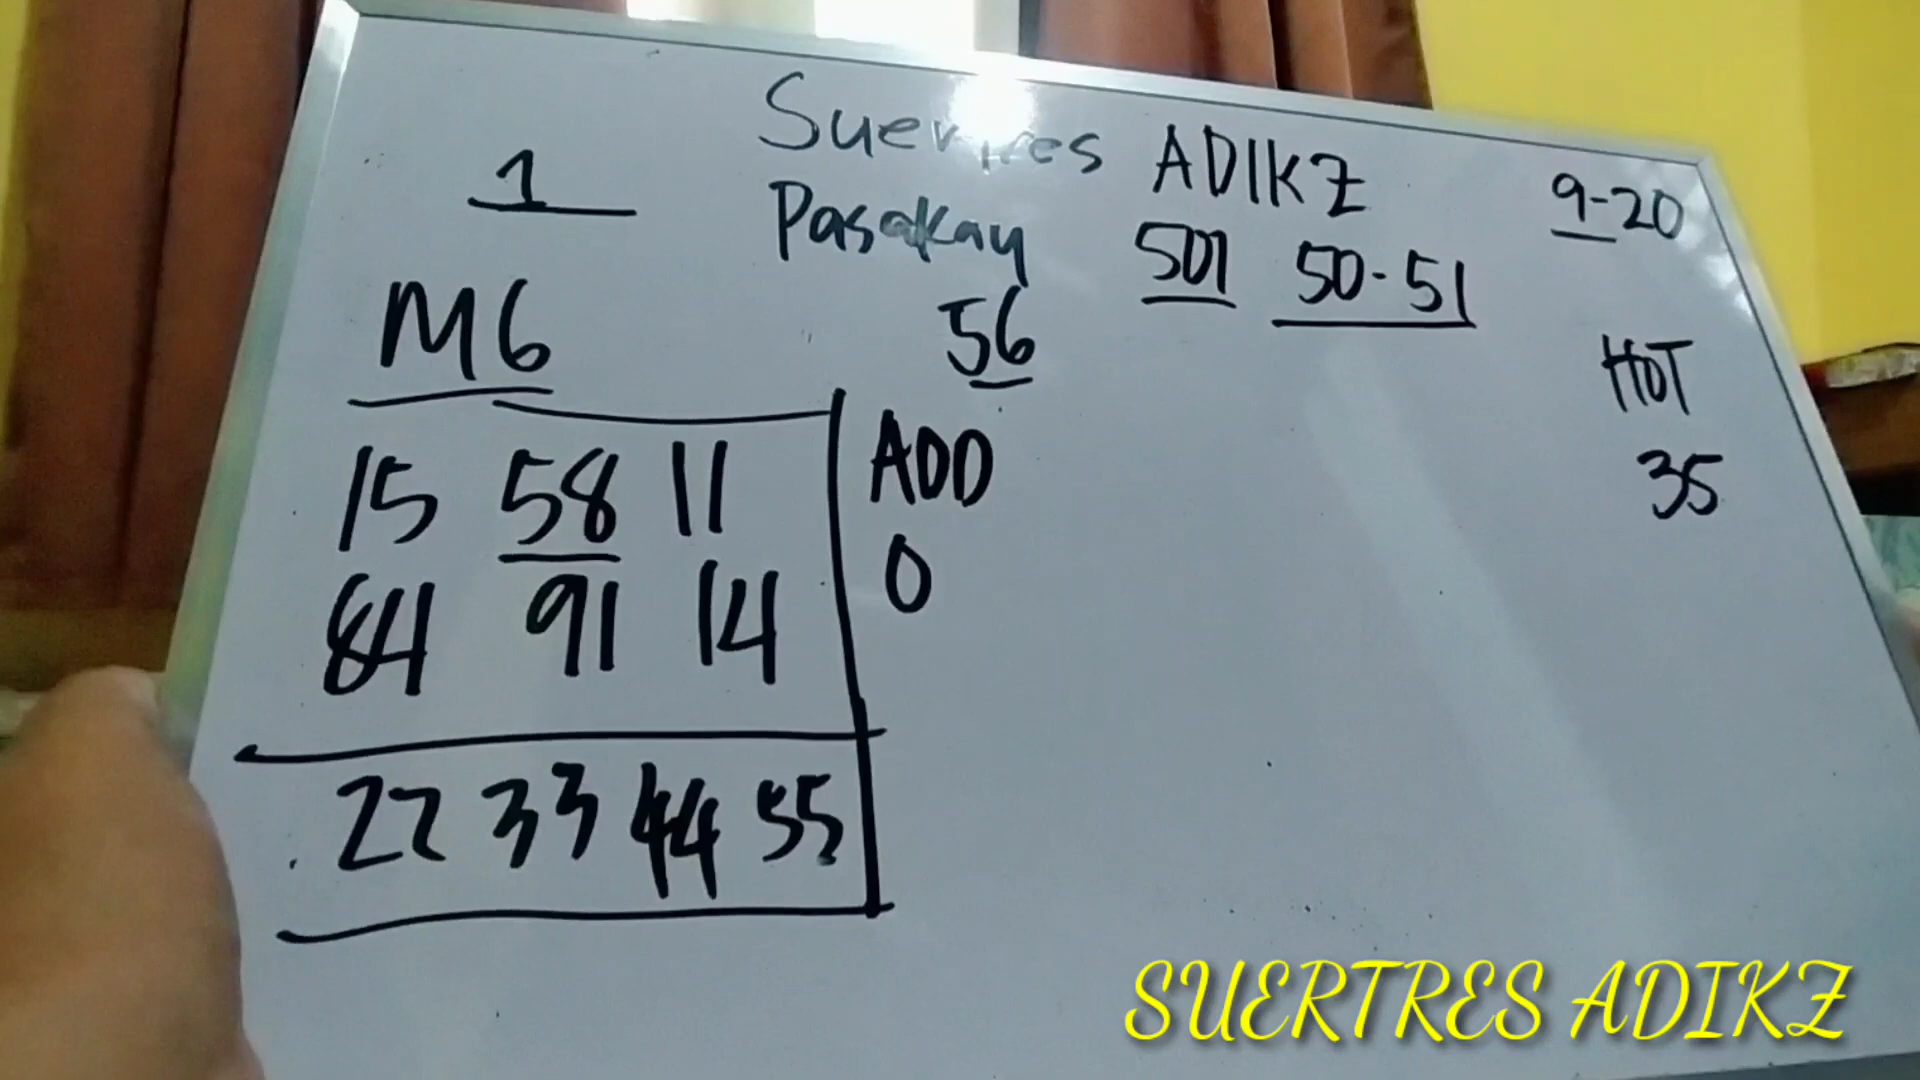 1
Suertres ADIKZ
9-20
Pasakay
501 50-51
M6
56
HOT
35
15 58 11
ADD
0
84 91 14
22 33 44 55
SUERTRES ADIKZ